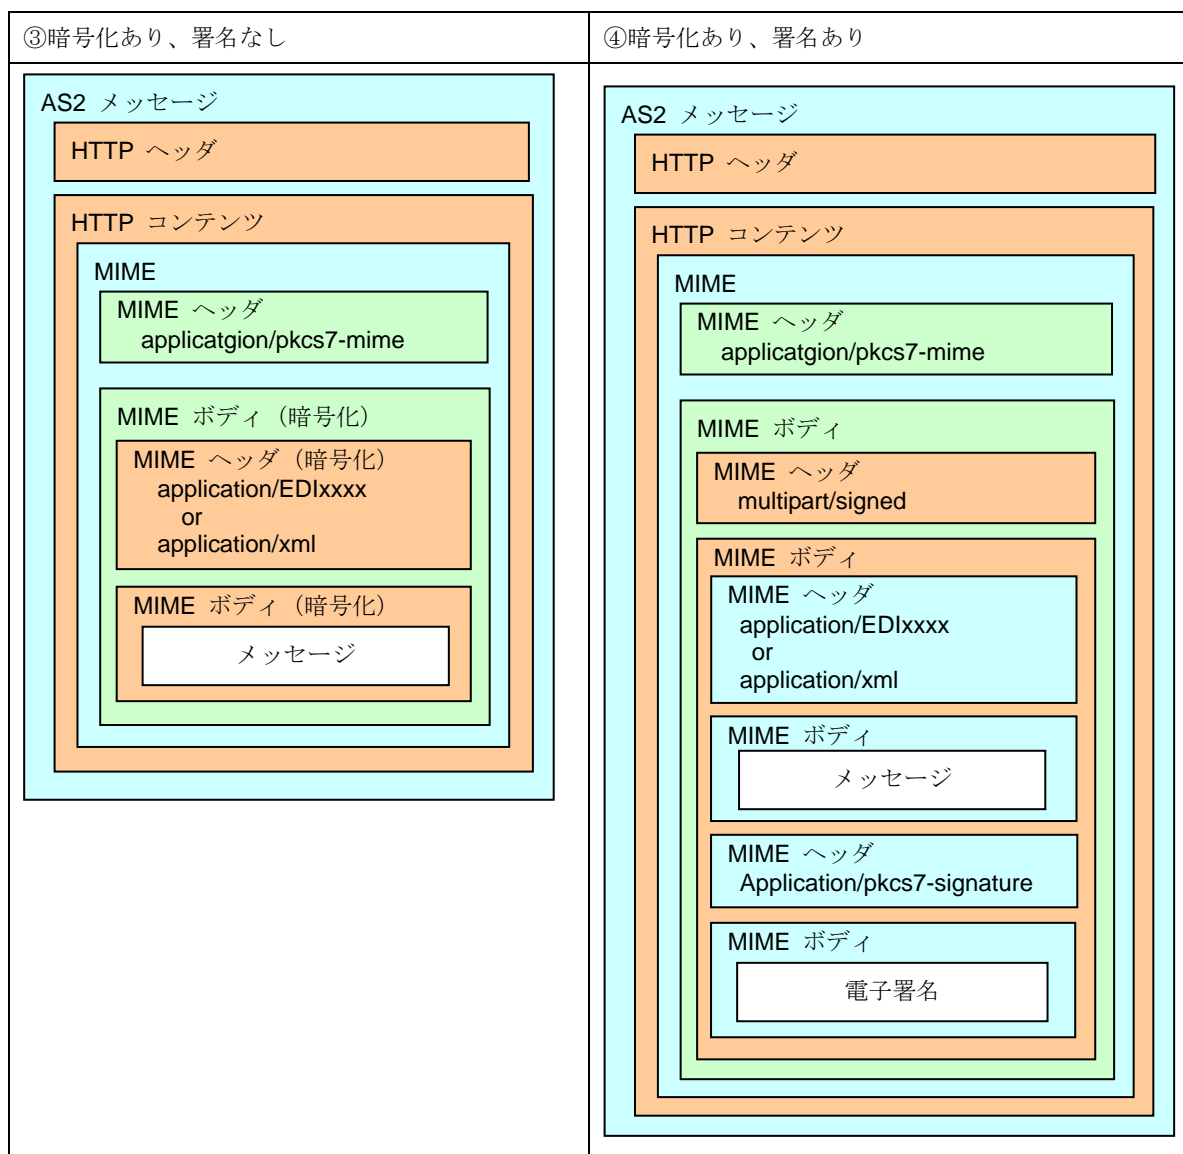 ③暗号化あり、署名なし
AS2 メッセージ
HTTP ヘッダ
HTTP コンテンツ
MIME
MIME ヘッダ
applicatgion/pkcs7-mime
MIME ボディ（暗号化）
MIME ヘッダ（暗号化）
application/EDIxxxx
or
application/xml
MIME ボディ（暗号化）
メッセージ
④暗号化あり、署名あり
AS2 メッセージ
HTTP ヘッダ
HTTP コンテンツ
MIME
MIME ヘッダ
applicatgion/pkcs7-mime
MIME ボディ
MIME ヘッダ
multipart/signed
MIME ボディ
MIME ヘッダ
application/EDIxxxx
or
application/xml
MIME ボディ
メッセージ
MIME ヘッダ
Application/pkcs7-signature
MIME ボディ
電子署名